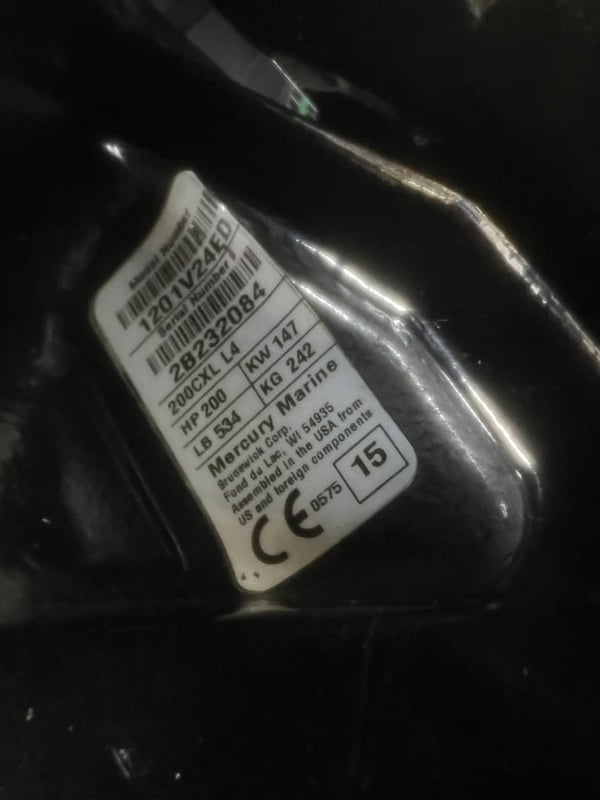 Model Number
1201V24ED
Serial Number
2B232084
200CXL L4
HP 200 KW 147
LB 534 KG 242
Mercury Marine
Brunswick Corp.
Fond du Lac, WI 54935
Assembled in the USA from
US and foreign components
CE 0575 15